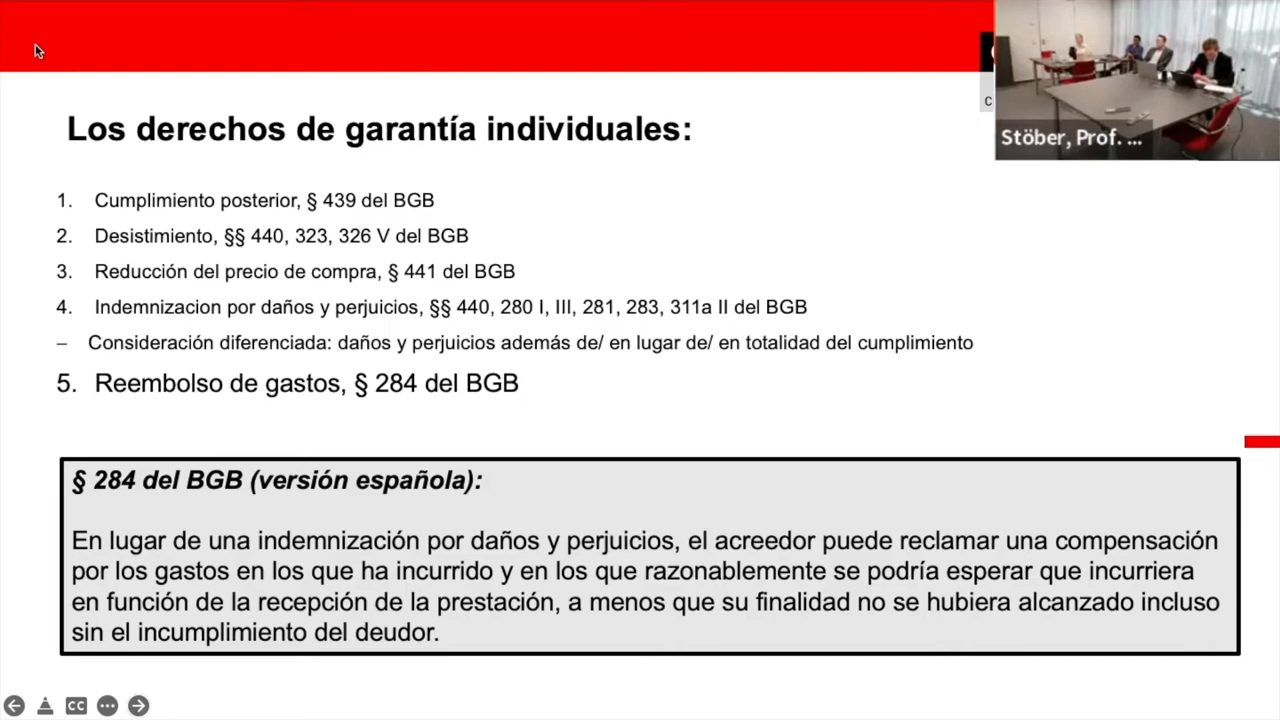 Los derechos de garantía individuales:
1. Cumplimiento posterior, § 439 del BGB
2. Desistimiento, §§ 440, 323, 326 V del BGB
3. Reducción del precio de compra, § 441 del BGB
4. Indemnizacion por daños y perjuicios, §§ 440, 280 I, III, 281, 283, 311a II del BGB
– Consideración diferenciada: daños y perjuicios además de/ en lugar de/ en totalidad del cumplimiento
5. Reembolso de gastos, § 284 del BGB
§ 284 del BGB (versión española):
En lugar de una indemnización por daños y perjuicios, el acreedor puede reclamar una compensación
por los gastos en los que ha incurrido y en los que razonablemente se podría esperar que incurriera
en función de la recepción de la prestación, a menos que su finalidad no se hubiera alcanzado incluso
sin el incumplimiento del deudor.
Stöber, Prof. ...
C
CC